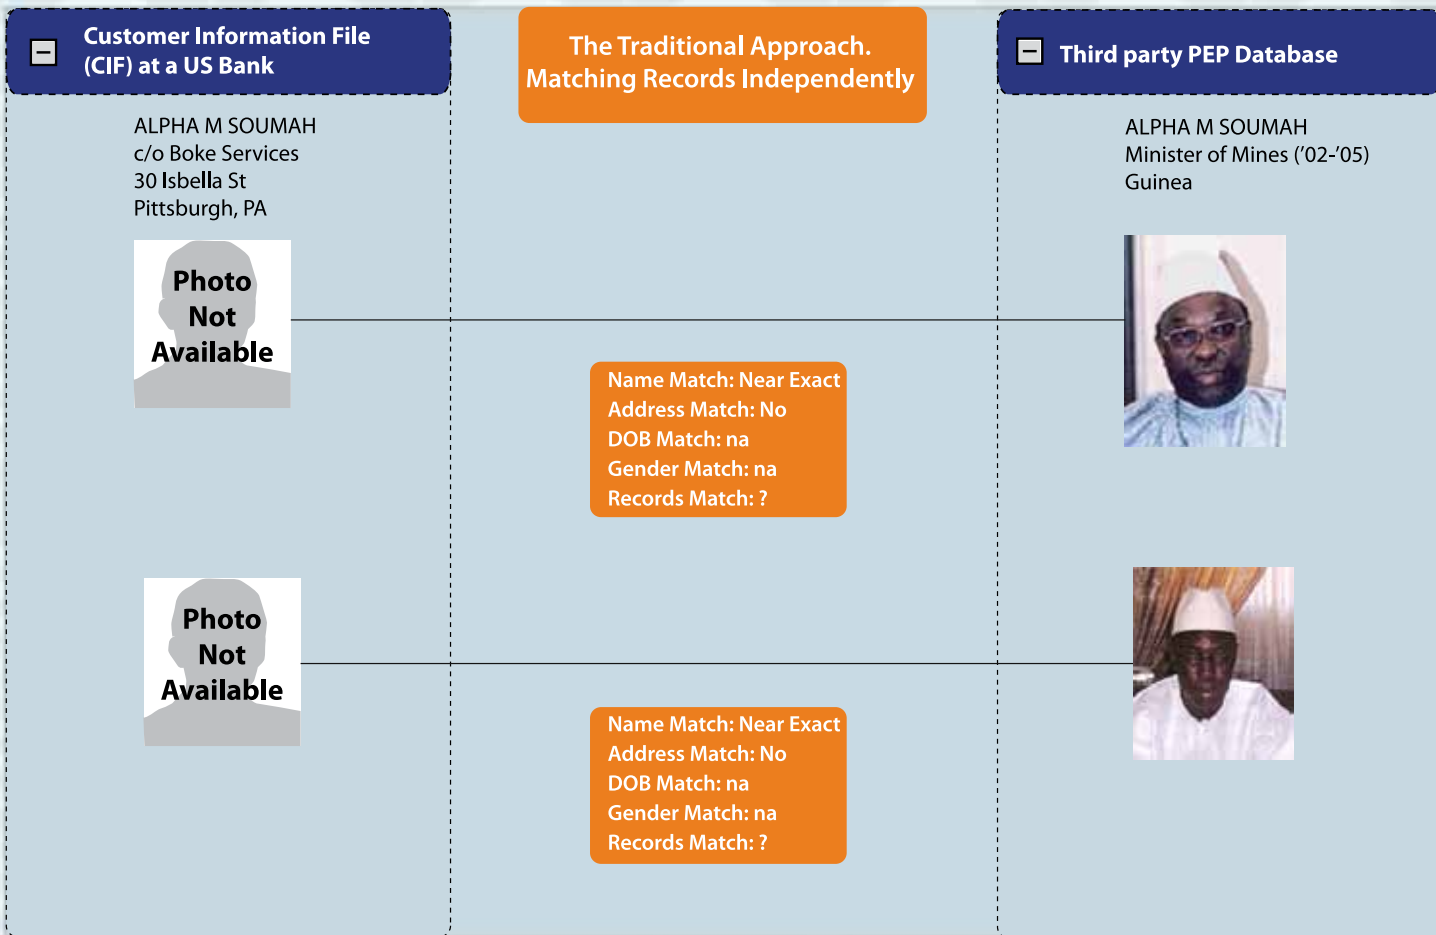 Customer Information File
(CIF) at a US Bank
The Traditional Approach.
Matching Records Independently
Third party PEP Database
ALPHA M SOUMAH
c/o Boke Services
30 Isbella St
Pittsburgh, PA
ALPHA M SOUMAH
Minister of Mines (’02-’05)
Guinea
Photo
Not
Available
Name Match: Near Exact
Address Match: No
DOB Match: na
Gender Match: na
Records Match: ?
Photo
Not
Available
Name Match: Near Exact
Address Match: No
DOB Match: na
Gender Match: na
Records Match: ?